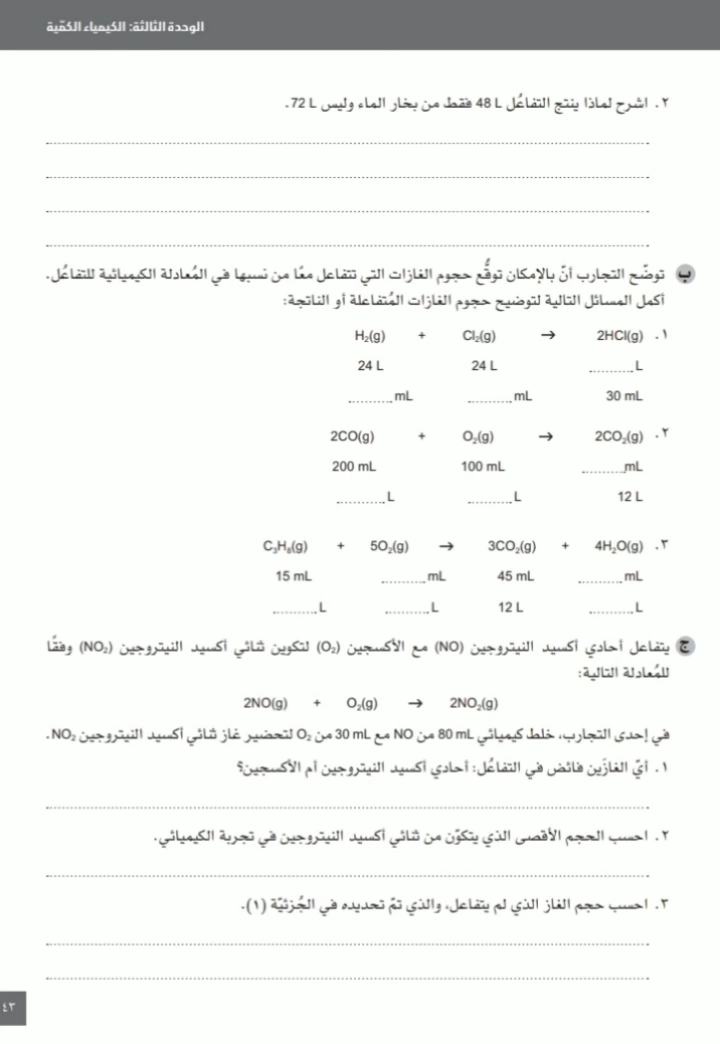 الوحدة الثالثة: الكيمياء الكمّية
٢. اشرح لماذا ينتج التفاعُل 48 L فقط من بخار الماء وليس 72 L.
ب توضّح التجارب أنّ بالإمكان توقُّع حجوم الغازات التي تتفاعل معًا من نسبها في المُعادلة الكيميائية للتفاعُل.
أكمل المسائل التالية لتوضيح حجوم الغازات المُتفاعلة أو الناتجة:
١. H₂(g) + Cl₂(g) → 2HCl(g)
24 L 24 L ..........L
..........mL ..........mL 30 mL
٢. 2CO(g) + O₂(g) → 2CO₂(g)
200 mL 100 mL ..........mL
..........L ..........L 12 L
٣. C₃H₈(g) + 5O₂(g) → 3CO₂(g) + 4H₂O(g)
15 mL ..........mL 45 mL ..........mL
..........L ..........L 12 L ..........L
ج يتفاعل أحادي أكسيد النيتروجين (NO) مع الأكسجين (O₂) لتكوين ثنائي أكسيد النيتروجين (NO₂) وفقًا
للمُعادلة التالية:
2NO(g) + O₂(g) → 2NO₂(g)
في إحدى التجارب، خلط كيميائي 80 mL من NO مع 30 mL من O₂ لتحضير غاز ثنائي أكسيد النيتروجين NO₂.
١. أيّ الغازَين فائض في التفاعُل: أحادي أكسيد النيتروجين أم الأكسجين؟
٢. احسب الحجم الأقصى الذي يتكوّن من ثنائي أكسيد النيتروجين في تجربة الكيميائي.
٣. احسب حجم الغاز الذي لم يتفاعل، والذي تمّ تحديده في الجُزئيّة (١).
٤٣